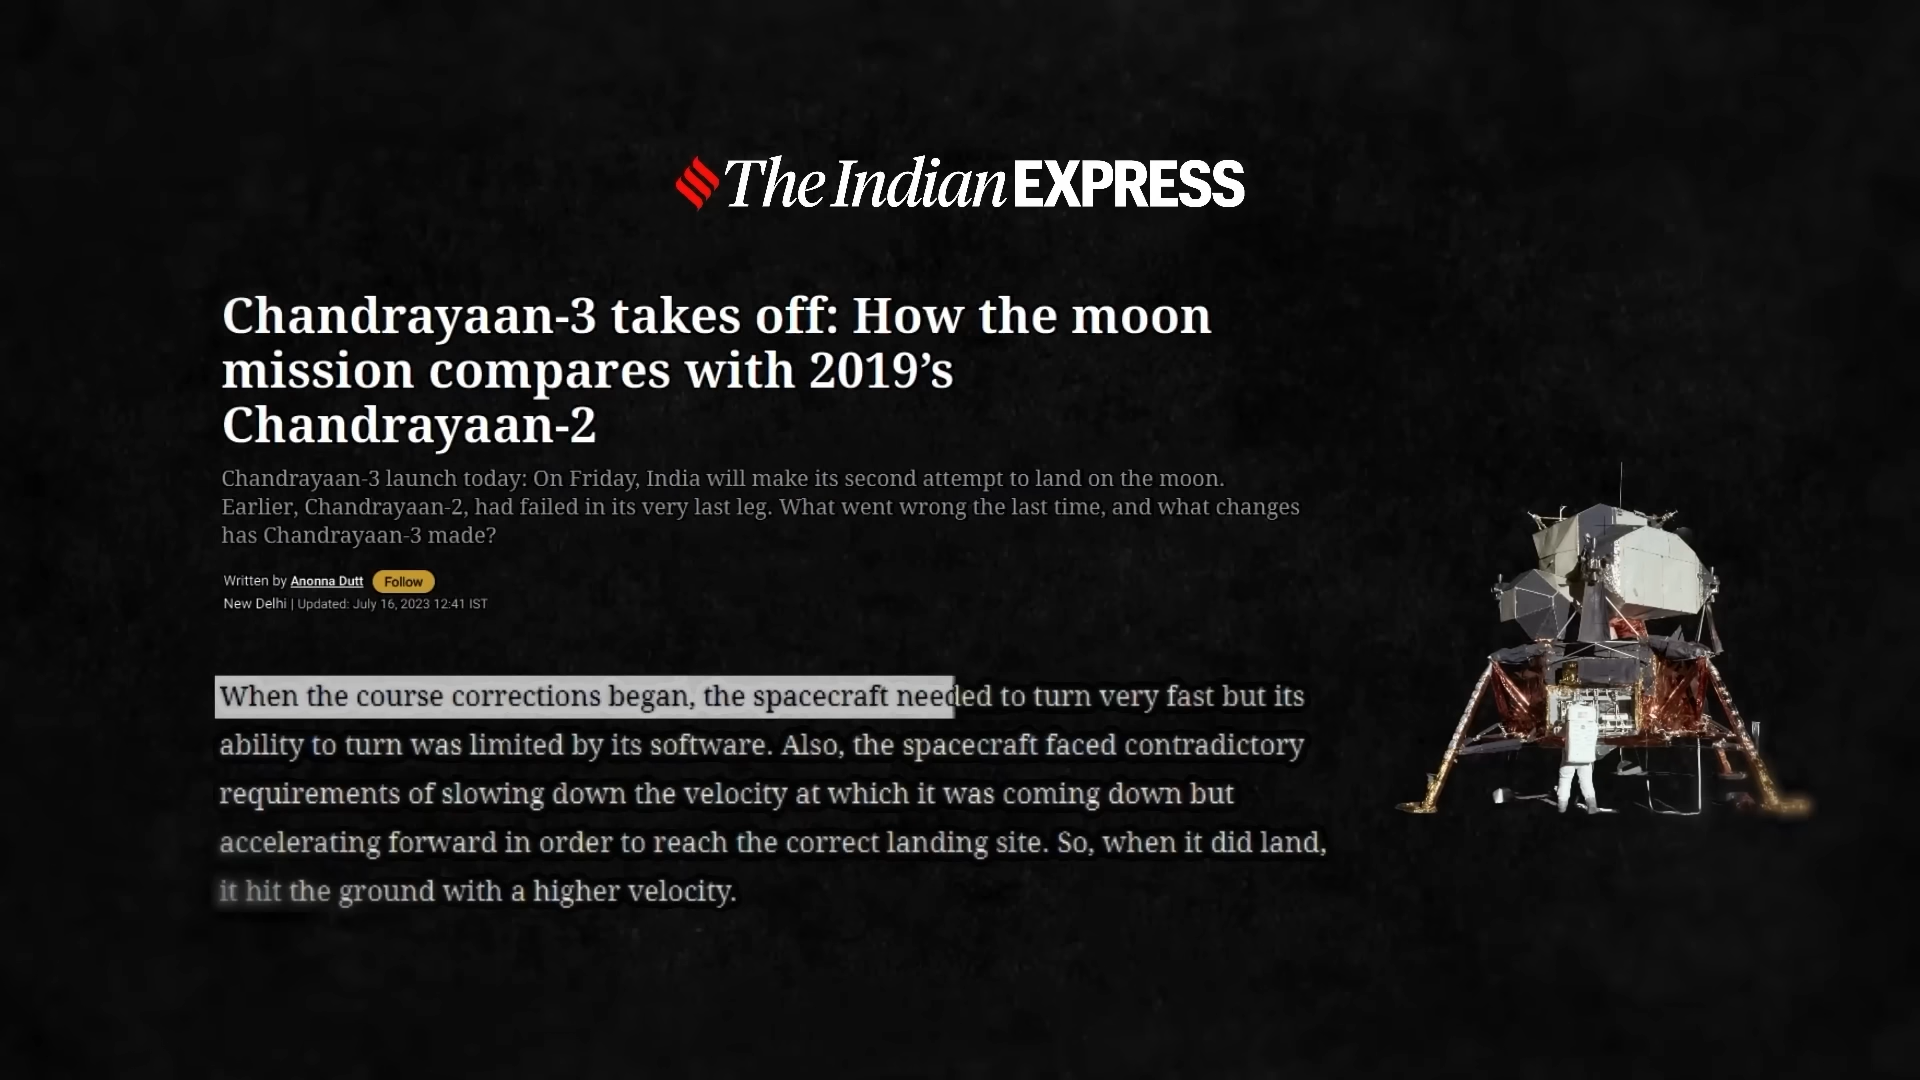 The Indian EXPRESS
Chandrayaan-3 takes off: How the moon
mission compares with 2019’s
Chandrayaan-2
Chandrayaan-3 launch today: On Friday, India will make its second attempt to land on the moon.
Earlier, Chandrayaan-2, had failed in its very last leg. What went wrong the last time, and what changes
has Chandrayaan-3 made?
Written by Anonna Dutt Follow
New Delhi | Updated: July 16, 2023 12:41 IST
When the course corrections began, the spacecraft needed to turn very fast but its
ability to turn was limited by its software. Also, the spacecraft faced contradictory
requirements of slowing down the velocity at which it was coming down but
accelerating forward in order to reach the correct landing site. So, when it did land,
it hit the ground with a higher velocity.